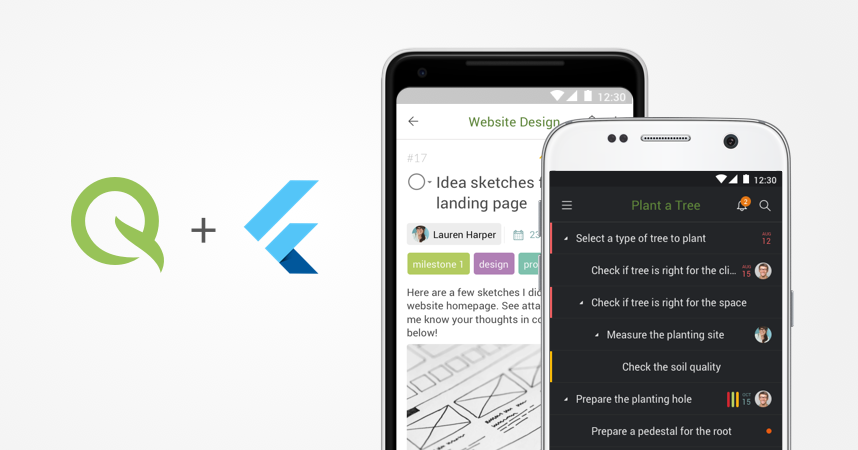 +
12:30
Website Design
#17
Idea sketches f
landing page
Lauren Harper
23
milestone 1
design
pro
Here are a few sketches I did
website homepage. See atta
me know your thoughts in co
below!
12:30
Plant a Tree
2
Select a type of tree to plant
AUG
12
Check if tree is right for the cli...
AUG
15
Check if tree is right for the space
Measure the planting site
Check the soil quality
Prepare the planting hole
OCT
15
Prepare a pedestal for the root